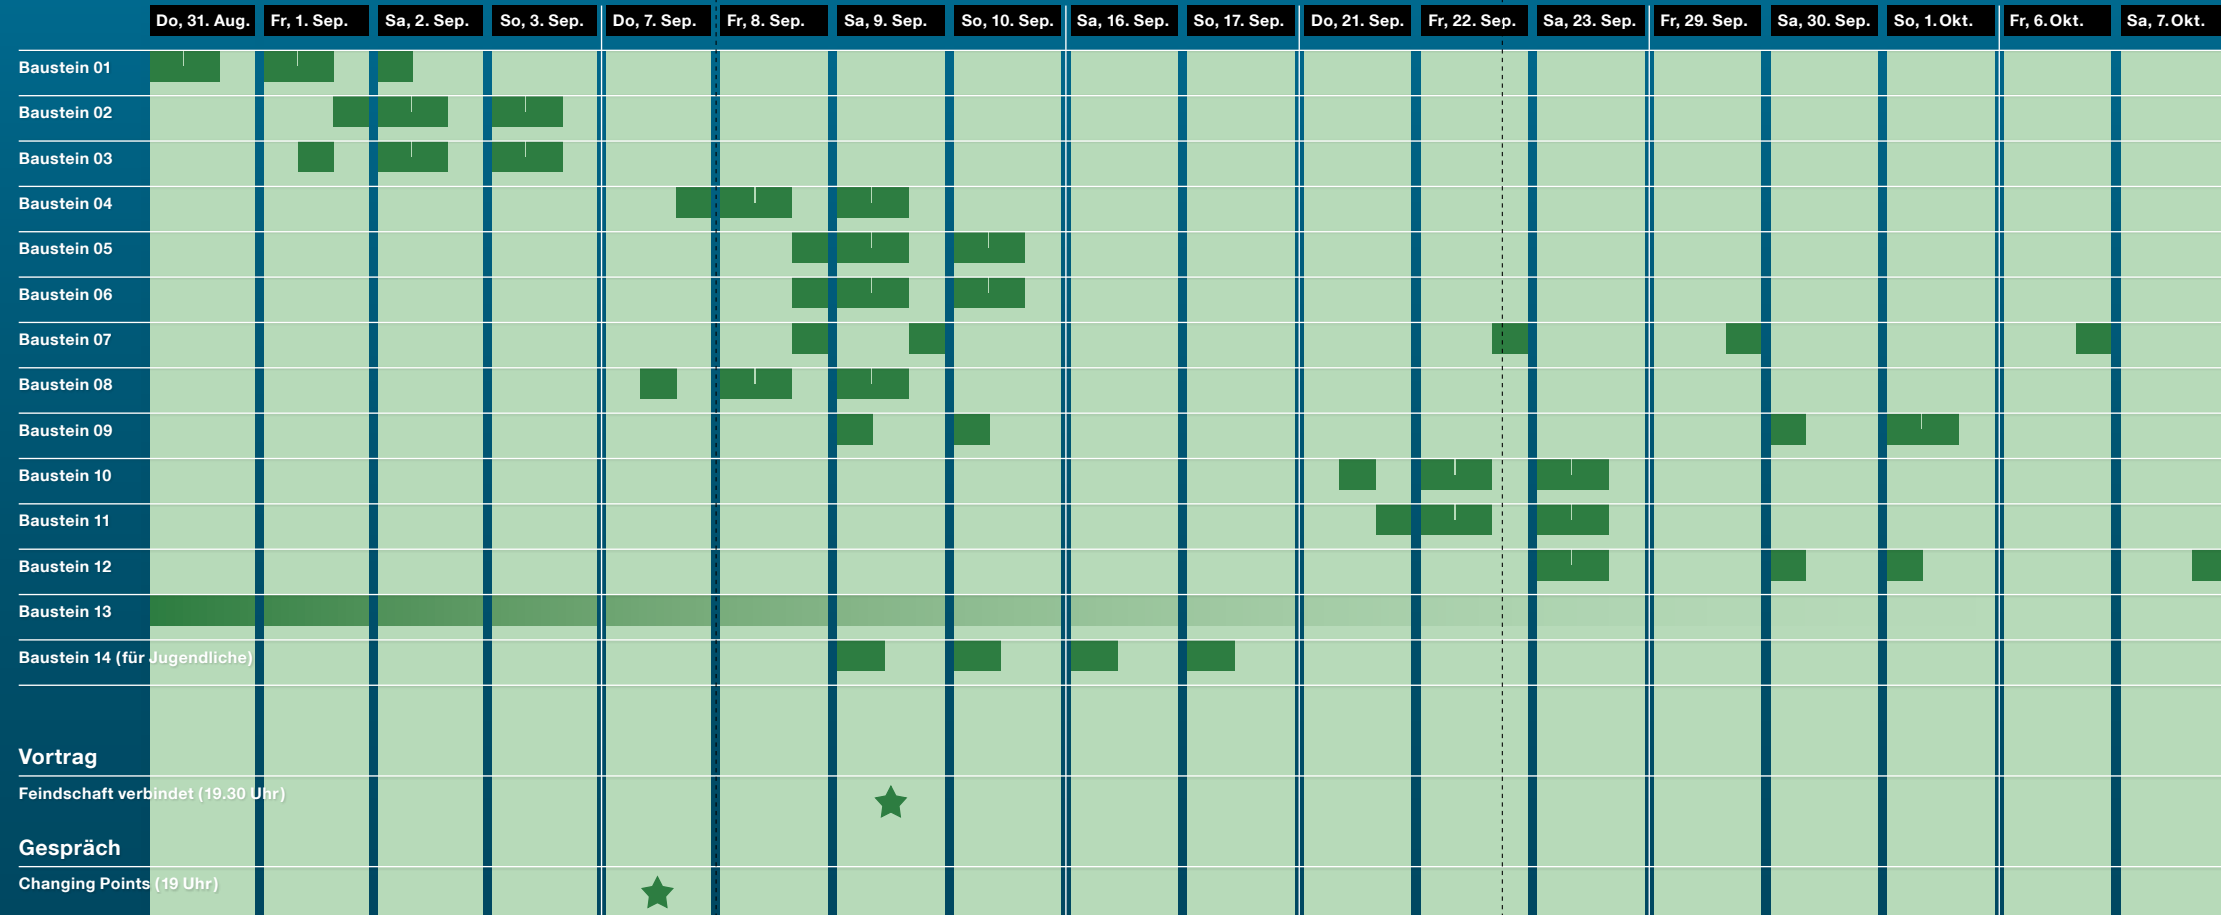 Do, 31. Aug. Fr, 1. Sep. Sa, 2. Sep. So, 3. Sep. Do, 7. Sep. Fr, 8. Sep. Sa, 9. Sep. So, 10. Sep. Sa, 16. Sep. So, 17. Sep. Do, 21. Sep. Fr, 22. Sep. Sa, 23. Sep. Fr, 29. Sep. Sa, 30. Sep. So, 1. Okt. Fr, 6. Okt. Sa, 7. Okt.
Baustein 01
Baustein 02
Baustein 03
Baustein 04
Baustein 05
Baustein 06
Baustein 07
Baustein 08
Baustein 09
Baustein 10
Baustein 11
Baustein 12
Baustein 13
Baustein 14 (für Jugendliche)
Vortrag
Feindschaft verbindet (19.30 Uhr)
Gespräch
Changing Points (19 Uhr)